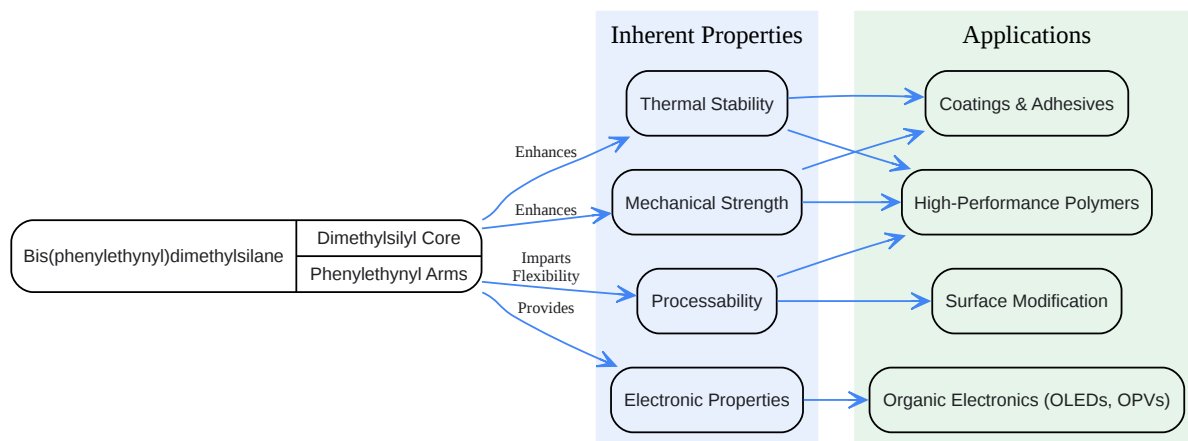 Inherent Properties
Applications
Thermal Stability
Coatings & Adhesives
Enhances
Mechanical Strength
High-Performance Polymers
Enhances
Bis(phenylethynyl)dimethylsilane
Dimethylsilyl Core
Phenylethynyl Arms
Imparts
Flexibility
Processability
Surface Modification
Provides
Electronic Properties
Organic Electronics (OLEDs, OPVs)